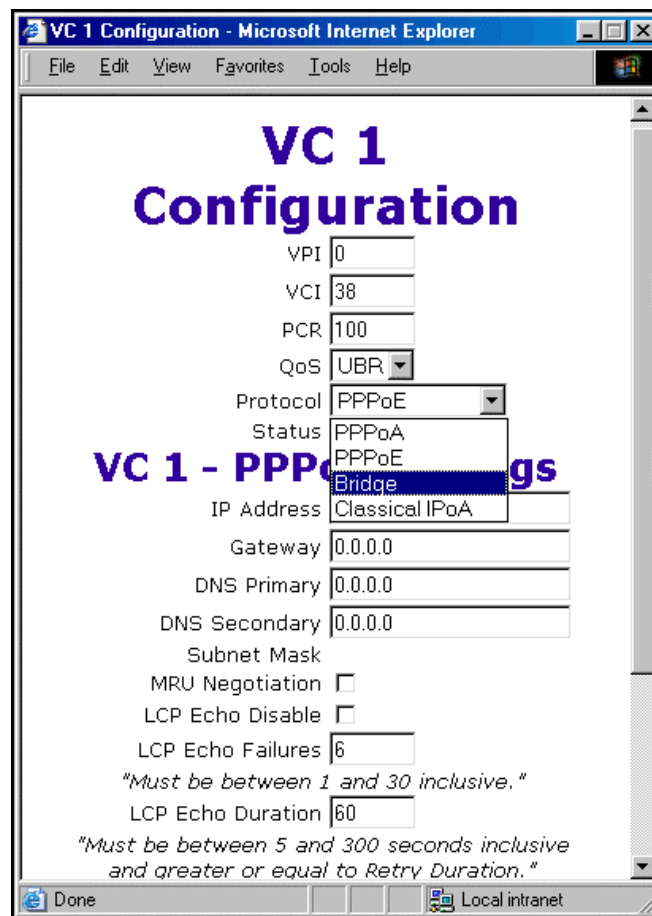 VC 1 Configuration - Microsoft Internet Explorer
File Edit View Favorites Tools Help
VC 1
Configuration
VPI 0
VCI 38
PCR 100
QoS UBR
Protocol PPPoE
Status PPPoA
PPPoE
VC 1 - PPPo gs
Bridge
IP Address Classical IPoA
Gateway 0.0.0.0
DNS Primary 0.0.0.0
DNS Secondary 0.0.0.0
Subnet Mask
MRU Negotiation
LCP Echo Disable
LCP Echo Failures 6
"Must be between 1 and 30 inclusive."
LCP Echo Duration 60
"Must be between 5 and 300 seconds inclusive
and greater or equal to Retry Duration."
Done Local intranet